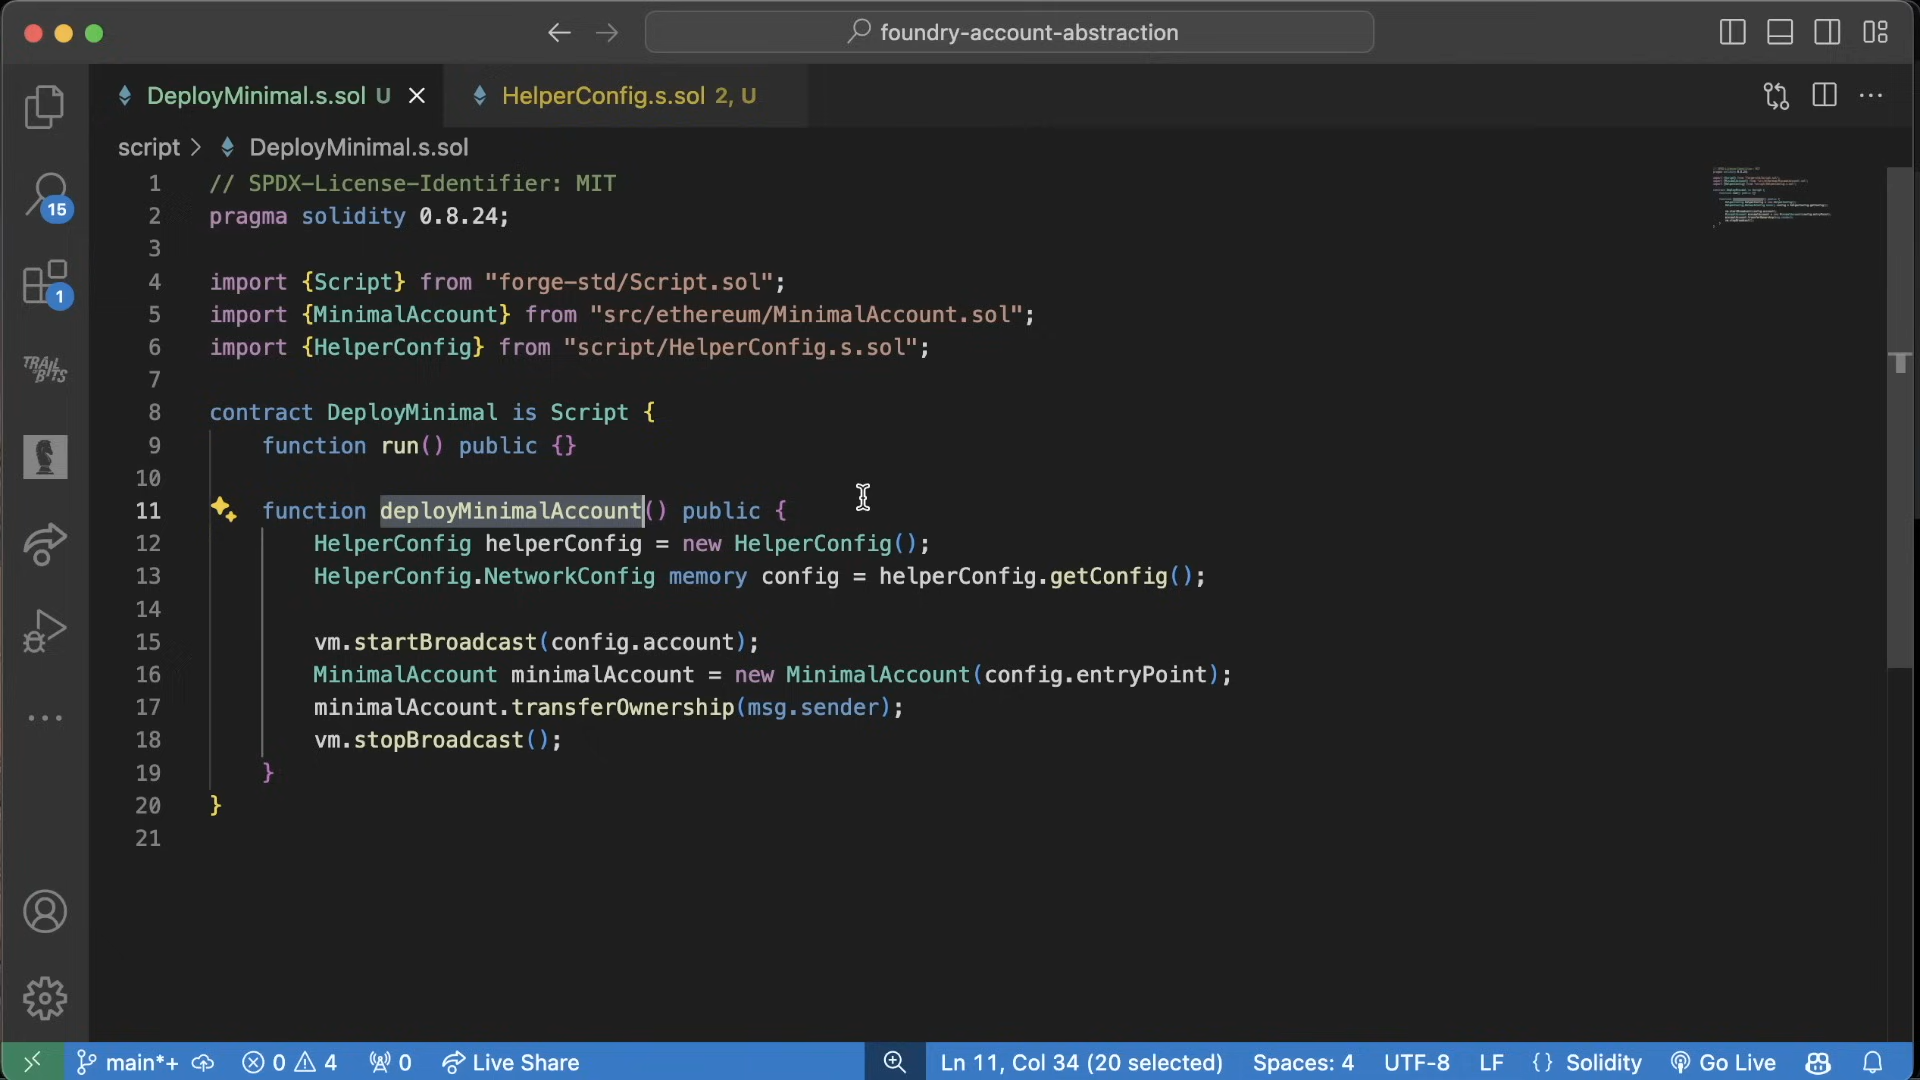 foundry-account-abstraction
DeployMinimal.s.sol U
HelperConfig.s.sol 2, U
script > DeployMinimal.s.sol
15
1
TRAIL OF BITS
1 // SPDX-License-Identifier: MIT
2 pragma solidity 0.8.24;
3
4 import {Script} from "forge-std/Script.sol";
5 import {MinimalAccount} from "src/ethereum/MinimalAccount.sol";
6 import {HelperConfig} from "script/HelperConfig.s.sol";
7
8 contract DeployMinimal is Script {
9     function run() public {}
10
11     function deployMinimalAccount() public {
12         HelperConfig helperConfig = new HelperConfig();
13         HelperConfig.NetworkConfig memory config = helperConfig.getConfig();
14
15         vm.startBroadcast(config.account);
16         MinimalAccount minimalAccount = new MinimalAccount(config.entryPoint);
17         minimalAccount.transferOwnership(msg.sender);
18         vm.stopBroadcast();
19     }
20 }
21
main*+ 0 4 0 Live Share Ln 11, Col 34 (20 selected) Spaces: 4 UTF-8 LF {} Solidity Go Live